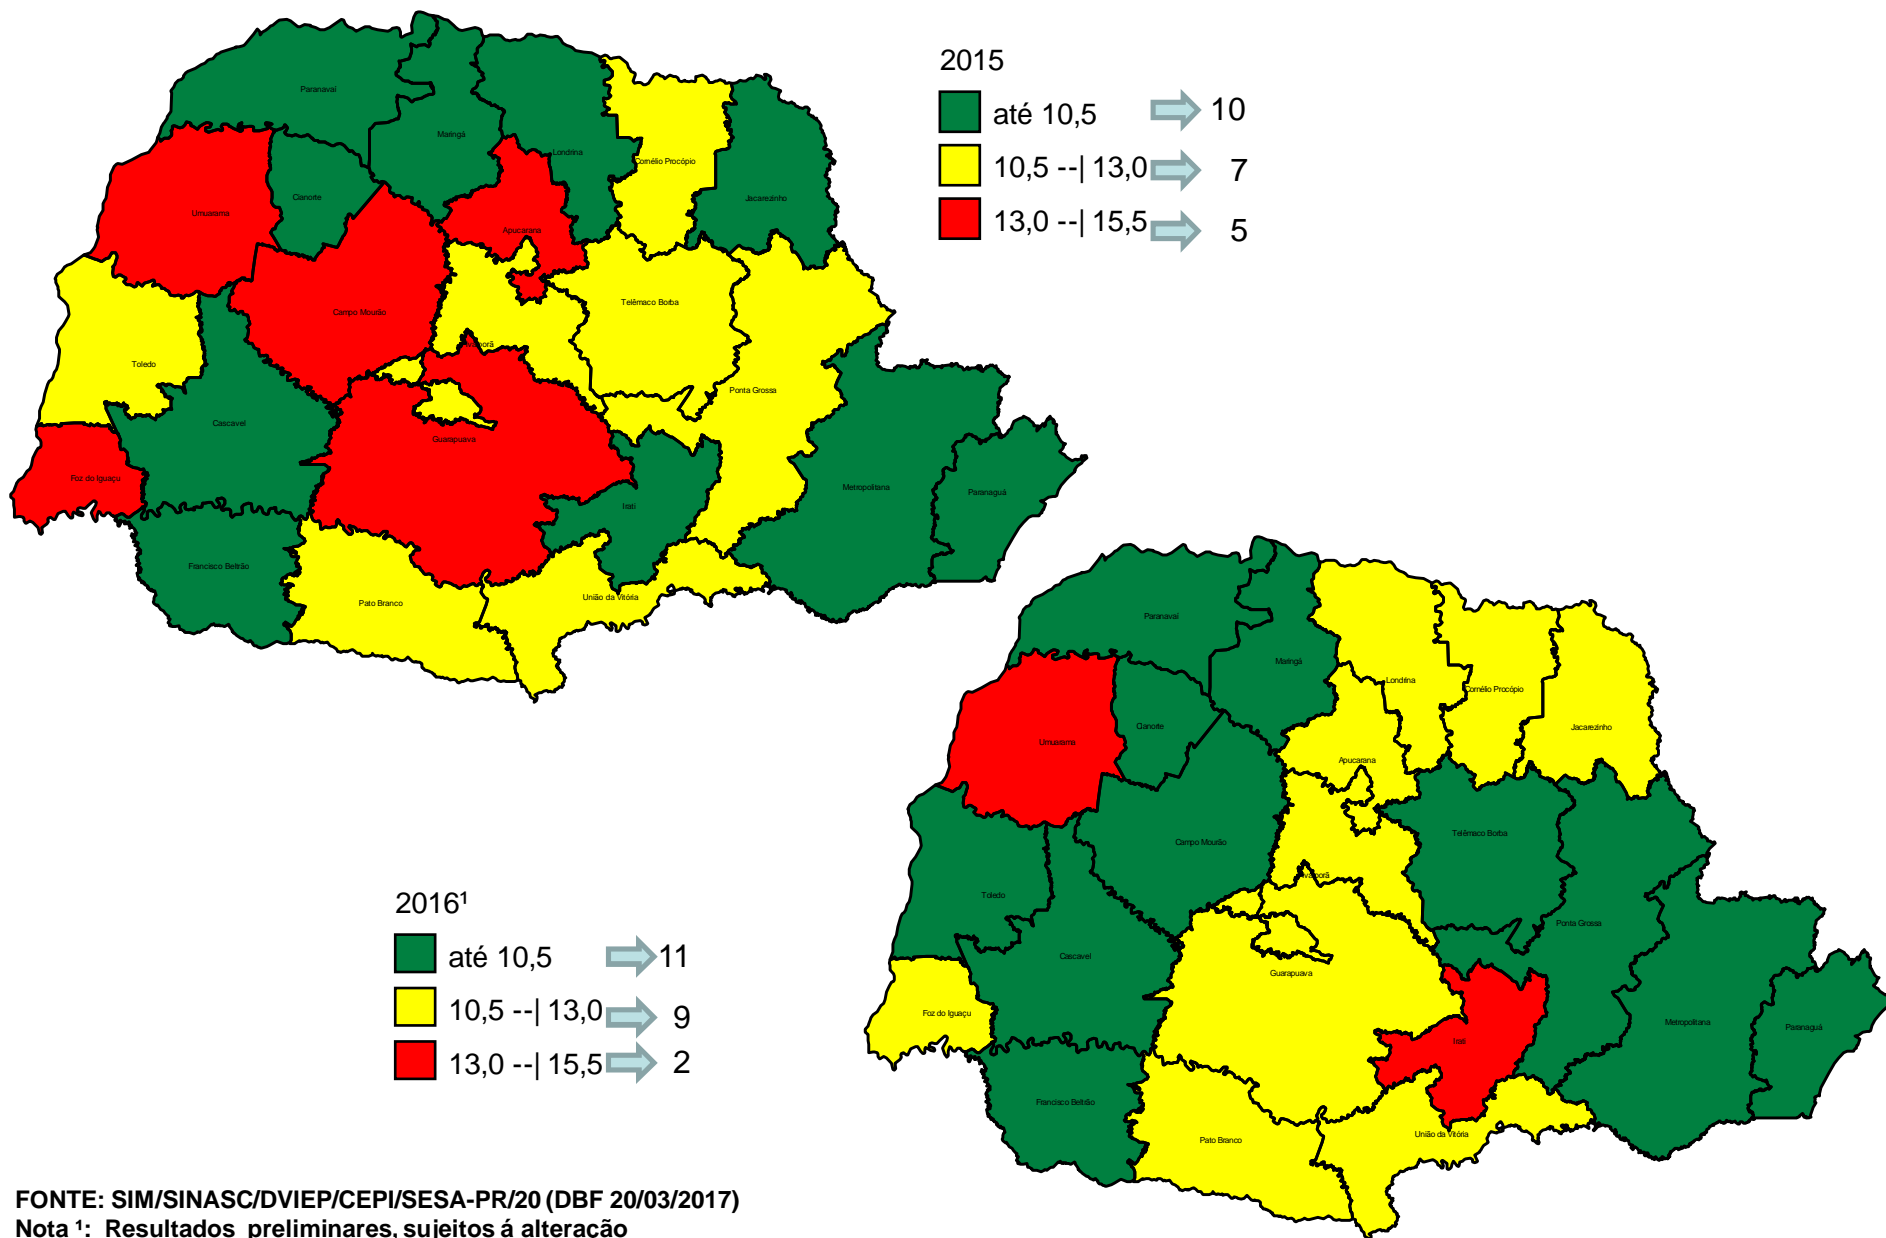 2015
até 10,5 10
10,5 --| 13,0 7
13,0 --| 15,5 5
Paranavaí
Maringá
Londrina
Cornélio Procópio
Jacarezinho
Umuarama
Cianorte
Apucarana
Campo Mourão
Telêmaco Borba
Ivaiporã
Toledo
Ponta Grossa
Cascavel
Guarapuava
Foz do Iguaçu
Irati
Metropolitana
Paranaguá
Francisco Beltrão
Pato Branco
União da Vitória
2016¹
até 10,5 11
10,5 --| 13,0 9
13,0 --| 15,5 2
Paranavaí
Maringá
Londrina
Cornélio Procópio
Jacarezinho
Umuarama
Cianorte
Apucarana
Campo Mourão
Telêmaco Borba
Ivaiporã
Toledo
Ponta Grossa
Cascavel
Guarapuava
Foz do Iguaçu
Irati
Metropolitana
Paranaguá
Francisco Beltrão
Pato Branco
União da Vitória
FONTE: SIM/SINASC/DVIEP/CEPI/SESA-PR/20 (DBF 20/03/2017)
Nota ¹: Resultados preliminares, sujeitos á alteração